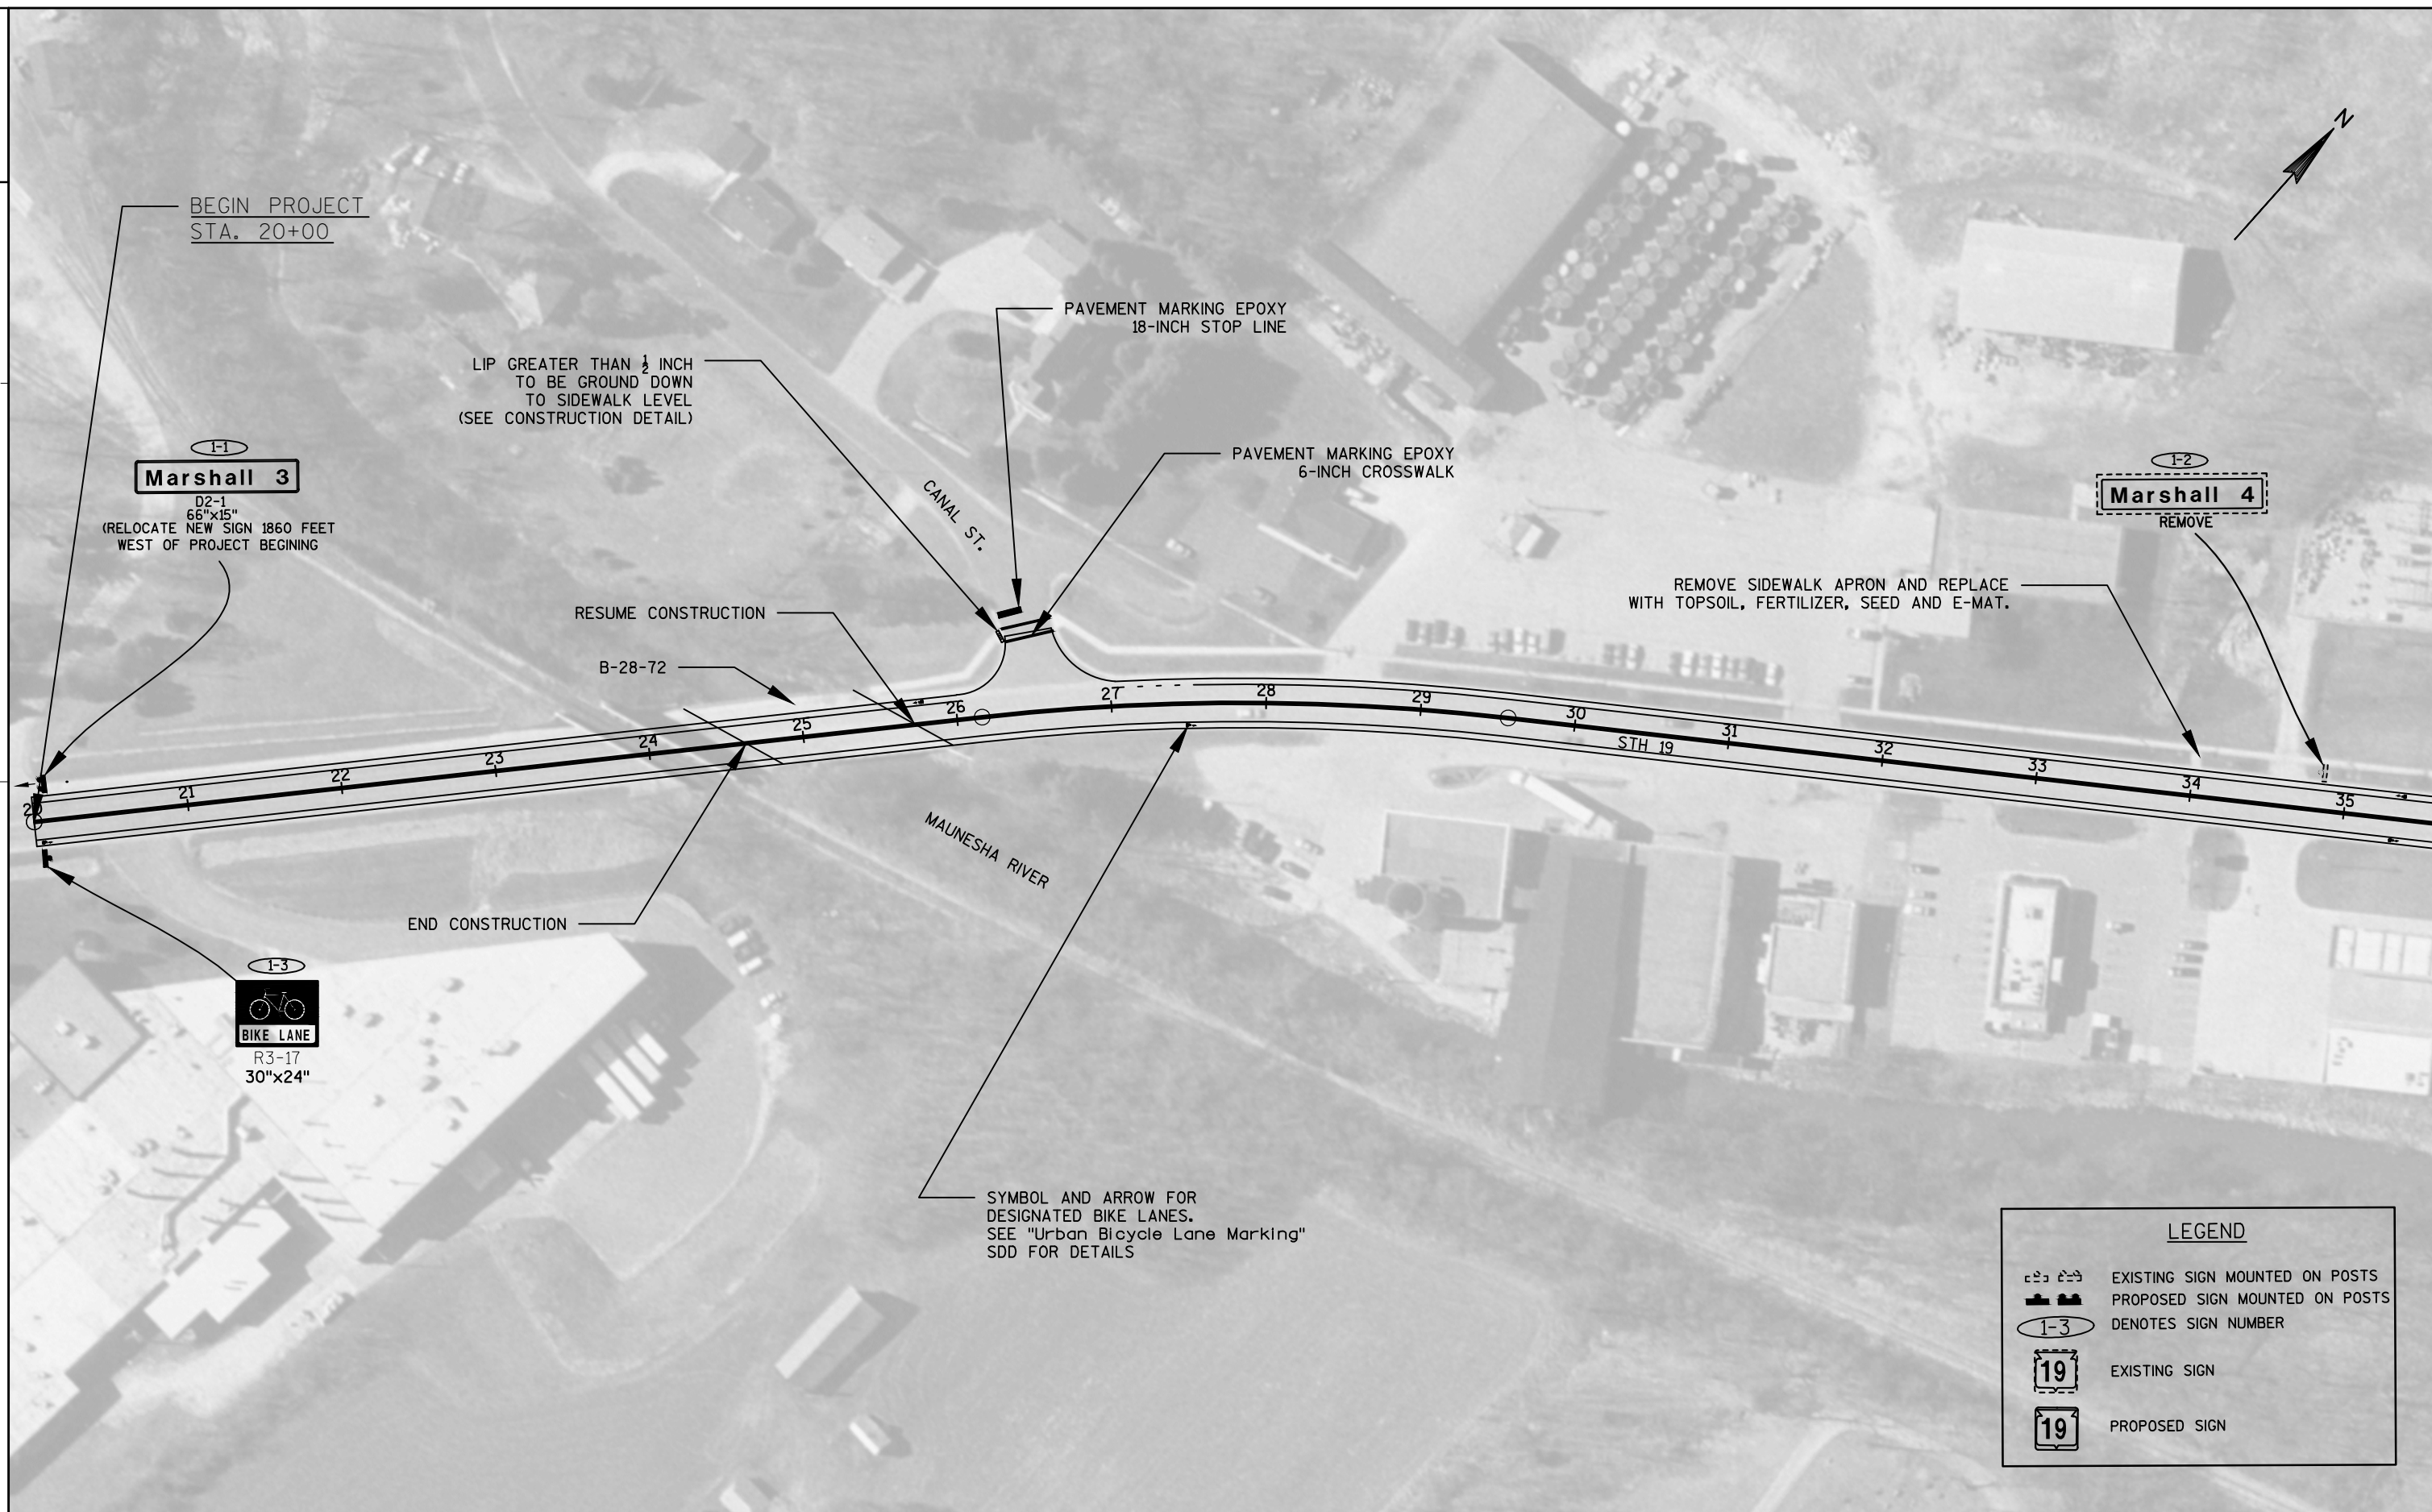 BEGIN PROJECT
STA. 20+00
N
PAVEMENT MARKING EPOXY
18-INCH STOP LINE
LIP GREATER THAN 1/2 INCH
TO BE GROUND DOWN
TO SIDEWALK LEVEL
(SEE CONSTRUCTION DETAIL)
1-1
Marshall 3
D2-1
66"x15"
(RELOCATE NEW SIGN 1860 FEET
WEST OF PROJECT BEGINING
PAVEMENT MARKING EPOXY
6-INCH CROSSWALK
CANAL ST.
1-2
Marshall 4
REMOVE
REMOVE SIDEWALK APRON AND REPLACE
WITH TOPSOIL, FERTILIZER, SEED AND E-MAT.
RESUME CONSTRUCTION
B-28-72
20
21
22
23
24
25
26
27
28
29
30
31
32
33
34
35
STH 19
MAUNESHA RIVER
END CONSTRUCTION
1-3
BIKE LANE
R3-17
30"x24"
SYMBOL AND ARROW FOR
DESIGNATED BIKE LANES.
SEE "Urban Bicycle Lane Marking"
SDD FOR DETAILS
LEGEND
EXISTING SIGN MOUNTED ON POSTS
PROPOSED SIGN MOUNTED ON POSTS
1-3 DENOTES SIGN NUMBER
19 EXISTING SIGN
19 PROPOSED SIGN